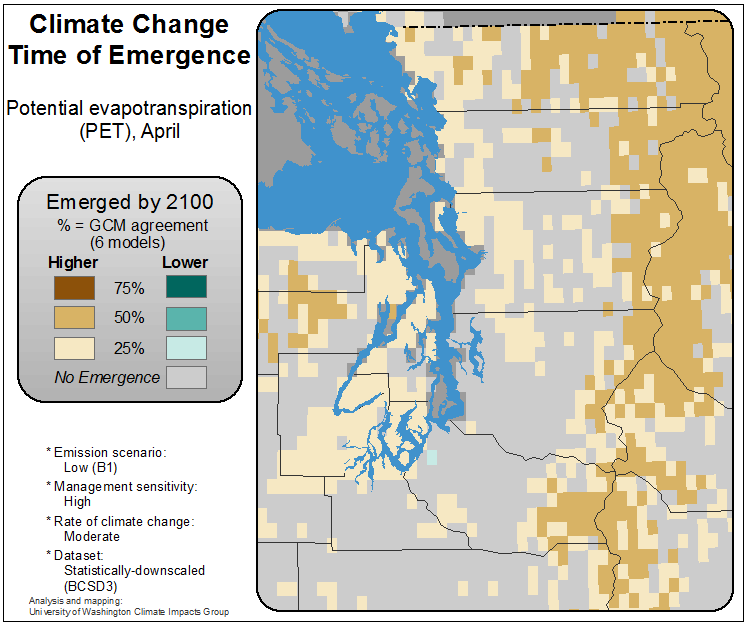 Climate Change
Time of Emergence
Potential evapotranspiration
(PET), April
Emerged by 2100
% = GCM agreement
(6 models)
Higher Lower
75%
50%
25%
No Emergence
* Emission scenario:
Low (B1)
* Management sensitivity:
High
* Rate of climate change:
Moderate
* Dataset:
Statistically-downscaled
(BCSD3)
Analysis and mapping:
University of Washington Climate Impacts Group